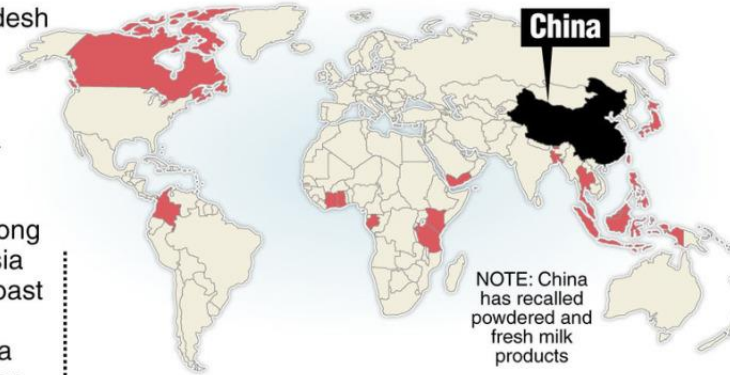 desh
ong
sia
oast
a
China
NOTE: China
has recalled
powdered and
fresh milk
products